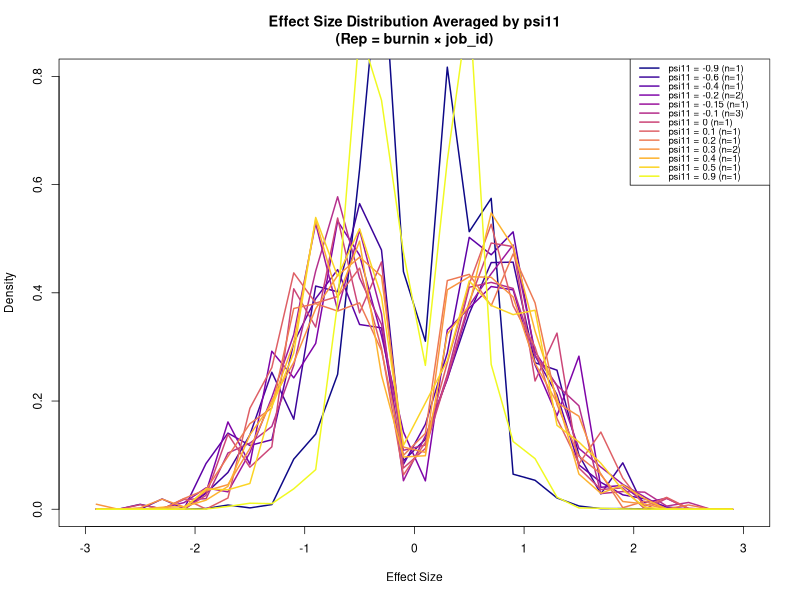 Effect Size Distribution Averaged by psi11
(Rep = burnin × job_id)
psi11 = -0.9 (n=1)
psi11 = -0.6 (n=1)
psi11 = -0.4 (n=1)
psi11 = -0.2 (n=2)
psi11 = -0.15 (n=1)
psi11 = -0.1 (n=3)
psi11 = 0 (n=1)
psi11 = 0.1 (n=1)
psi11 = 0.2 (n=1)
psi11 = 0.3 (n=2)
psi11 = 0.4 (n=1)
psi11 = 0.5 (n=1)
psi11 = 0.9 (n=1)
Density
0.8
0.6
0.4
0.2
0.0
-3 -2 -1 0 1 2 3
Effect Size